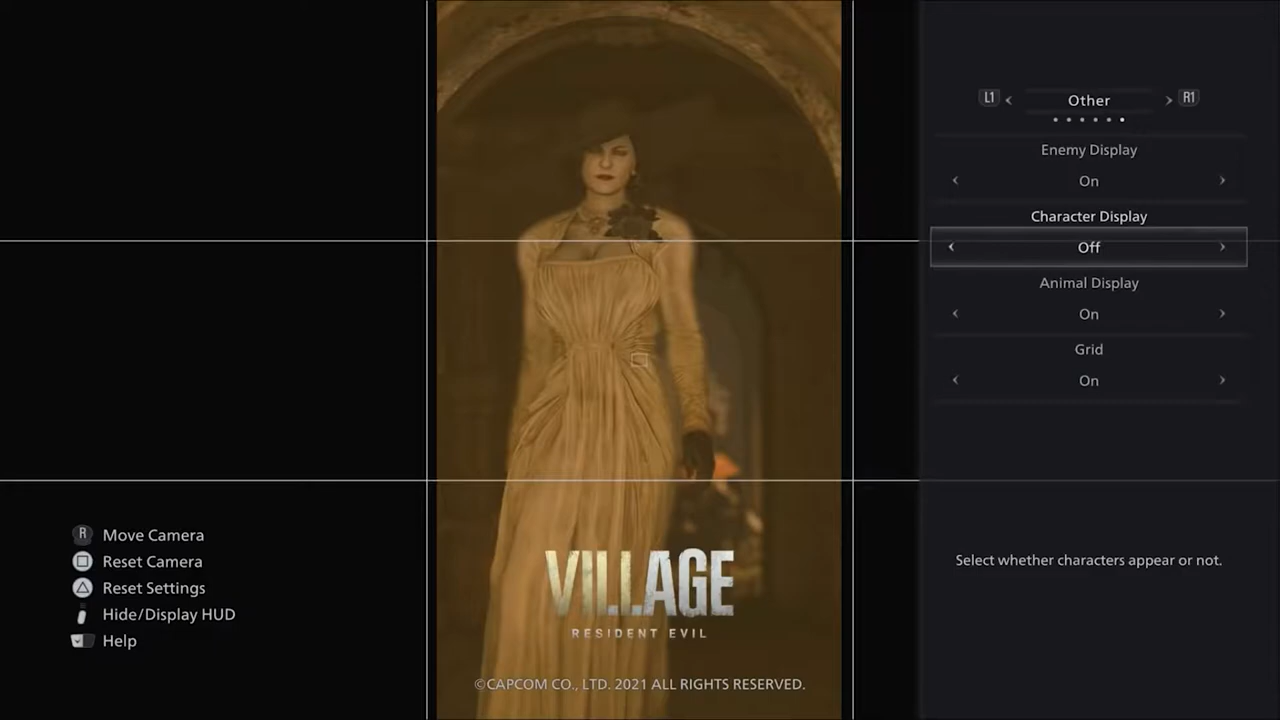 L1
Other
R1
Enemy Display
On
Character Display
Off
Animal Display
On
Grid
On
R Move Camera
Reset Camera
Reset Settings
Hide/Display HUD
Help
Select whether characters appear or not.
VILLAGE
RESIDENT EVIL
©CAPCOM CO., LTD. 2021 ALL RIGHTS RESERVED.